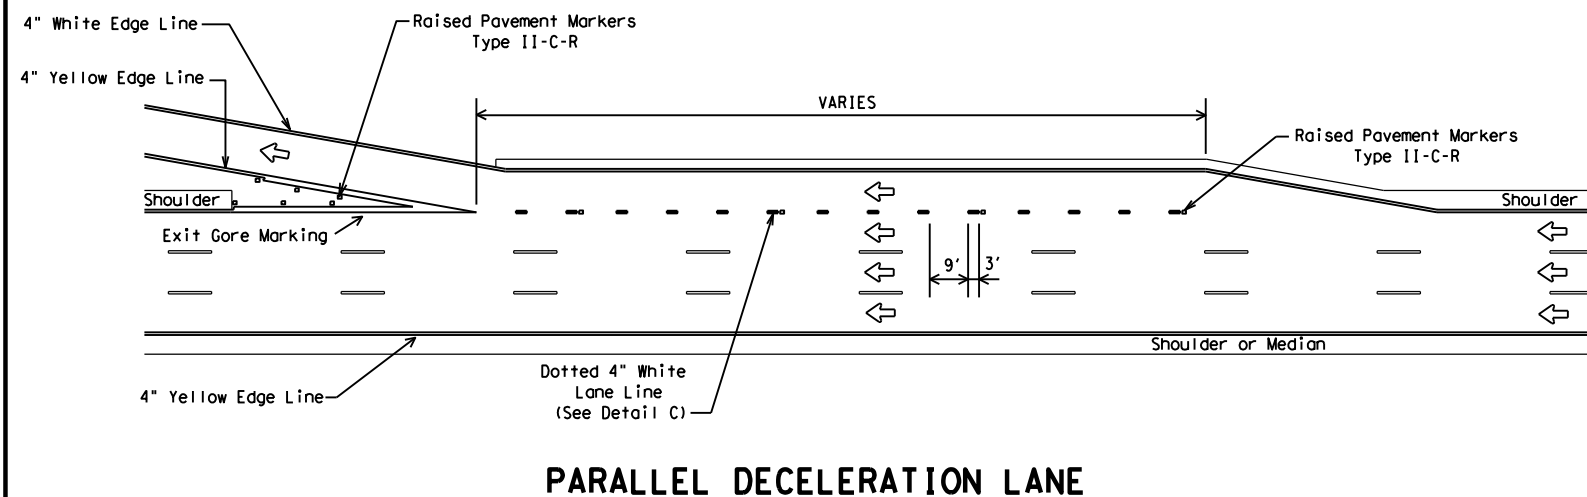 4" White Edge Line
Raised Pavement Markers
Type II-C-R
4" Yellow Edge Line
VARIES
Raised Pavement Markers
Type II-C-R
Shoulder
Shoulder
Exit Gore Marking
9'
3'
Shoulder or Median
4" Yellow Edge Line
Dotted 4" White
Lane Line
(See Detail C)
PARALLEL DECELERATION LANE